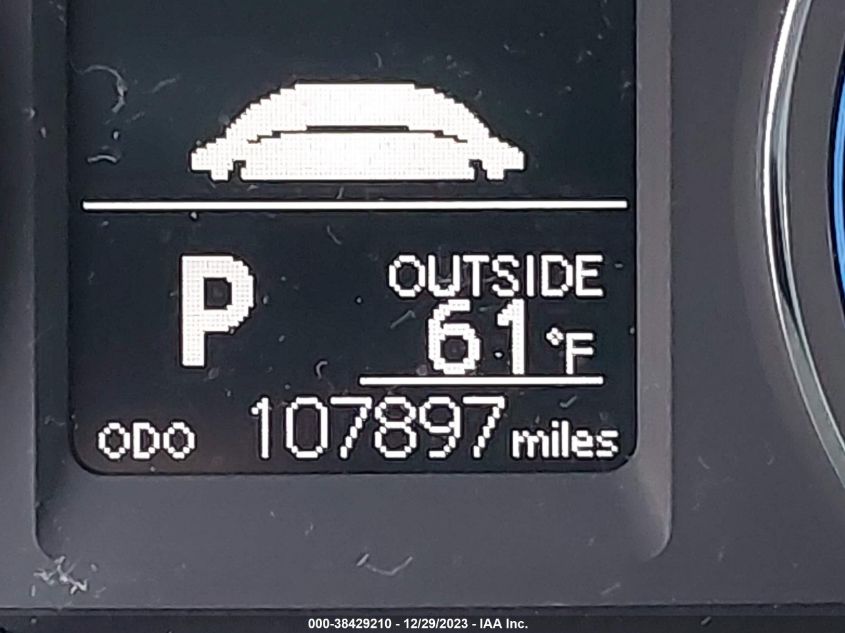 P
OUTSIDE
61°F
ODO 107897 miles
000-38429210 - 12/29/2023 - IAA Inc.